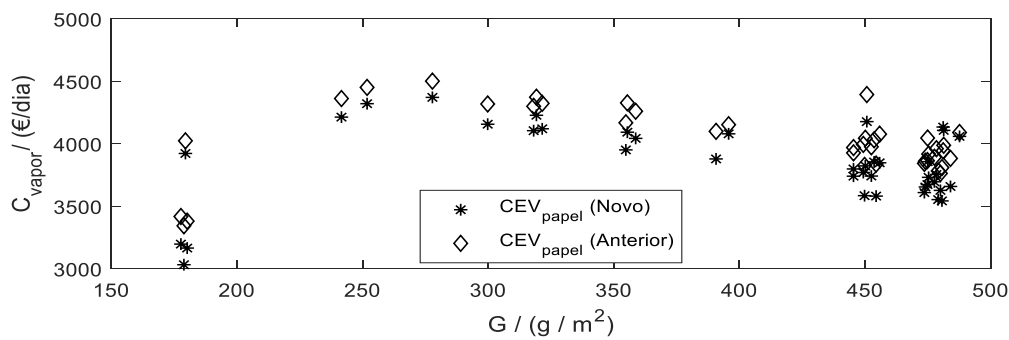 5000
4500
4000
3500
3000
C_vapor / (€/dia)
CEV_papel (Novo)
CEV_papel (Anterior)
150 200 250 300 350 400 450 500
G / (g / m²)